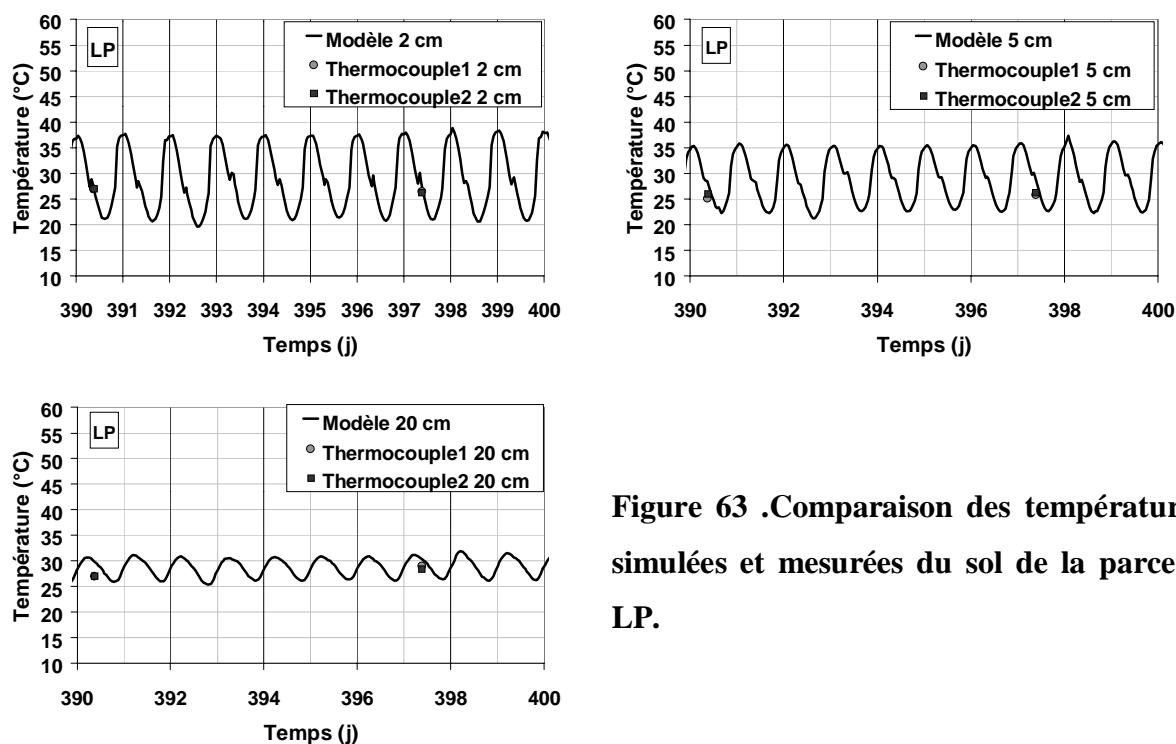 60
55
50
45
40
35
30
25
20
15
10
Température (°C)
LP
Modèle 2 cm
Thermocouple1 2 cm
Thermocouple2 2 cm
390 391 392 393 394 395 396 397 398 399 400
Temps (j)
60
55
50
45
40
35
30
25
20
15
10
Température (°C)
LP
Modèle 5 cm
Thermocouple1 5 cm
Thermocouple2 5 cm
390 392 394 396 398 400
Temps (j)
60
55
50
45
40
35
30
25
20
15
10
Température (°C)
LP
Modèle 20 cm
Thermocouple1 20 cm
Thermocouple2 20 cm
390 392 394 396 398 400
Temps (j)
Figure 63 .Comparaison des températur
simulées et mesurées du sol de la parce
LP.